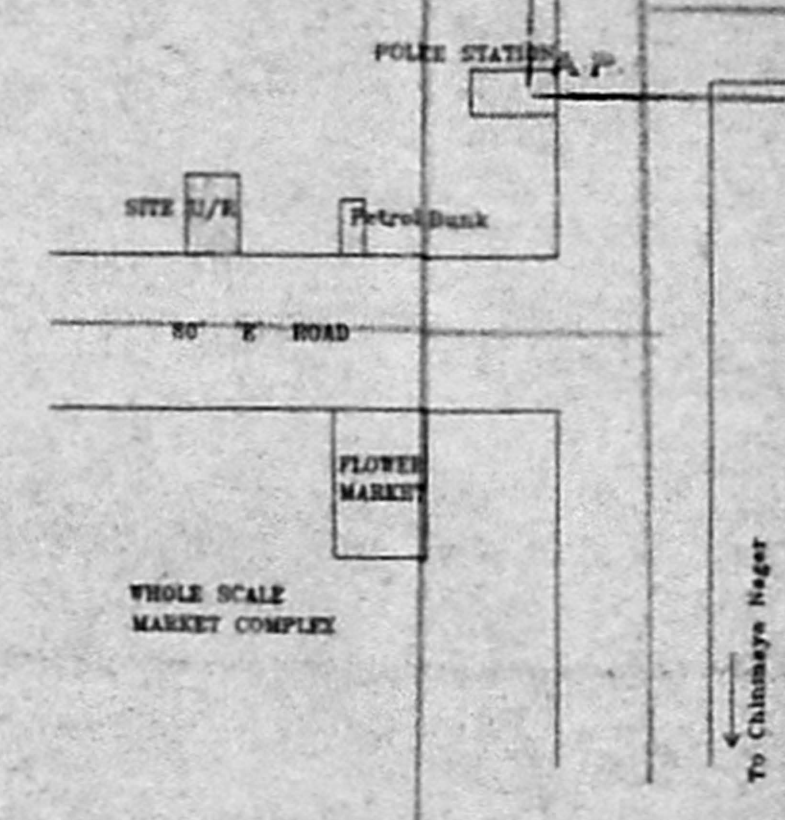 POLICE STATION
A.P.
SITE U/R
Petrol Bunk
80' 'E' ROAD
FLOWER
MARKET
WHOLE SCALE
MARKET COMPLEX
To Chinmaya Nagar